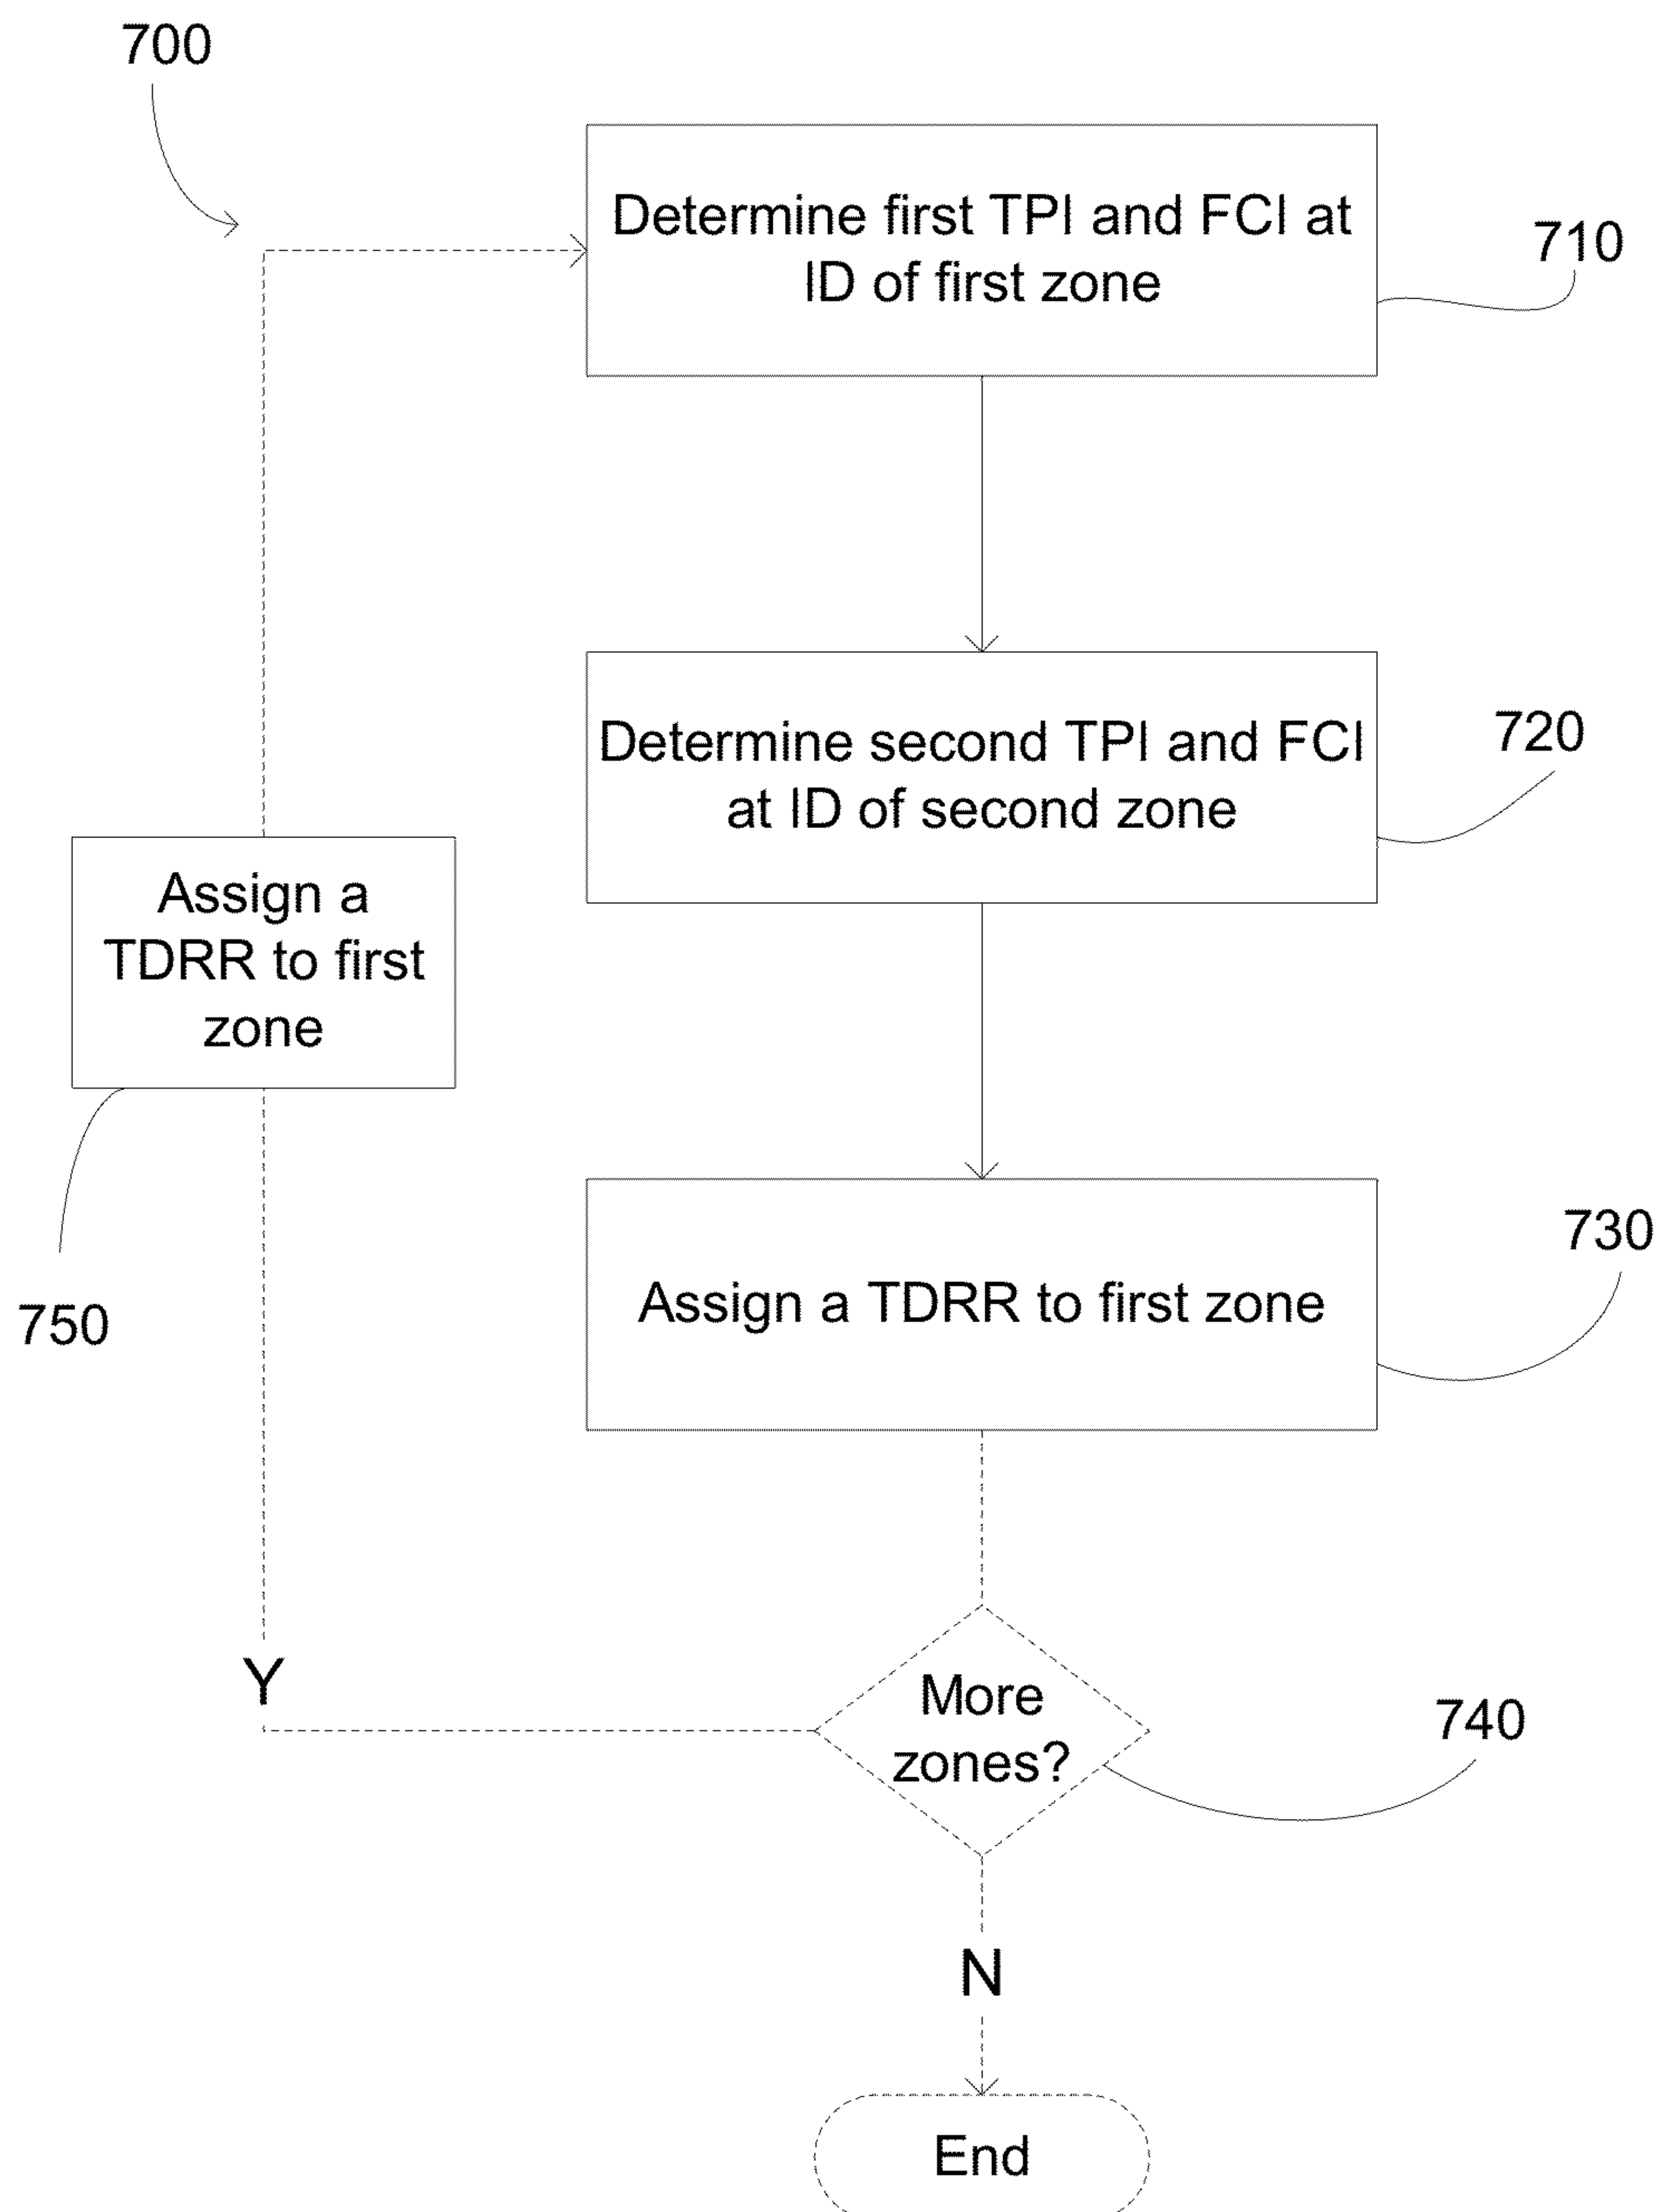 700
Determine first TPI and FCI at
ID of first zone
710
Determine second TPI and FCI
at ID of second zone
720
Assign a
TDRR to first
zone
750
Assign a TDRR to first zone
730
More
zones?
740
Y
N
End